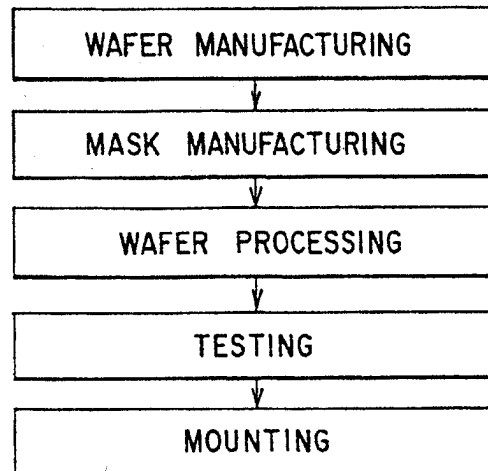 WAFER MANUFACTURING
MASK MANUFACTURING
WAFER PROCESSING
TESTING
MOUNTING